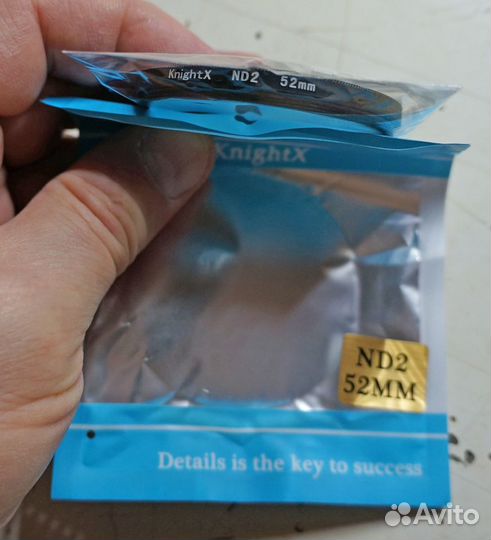 KnightX ND2 52mm
KnightX
ND2
52MM
Details is the key to success
Avito